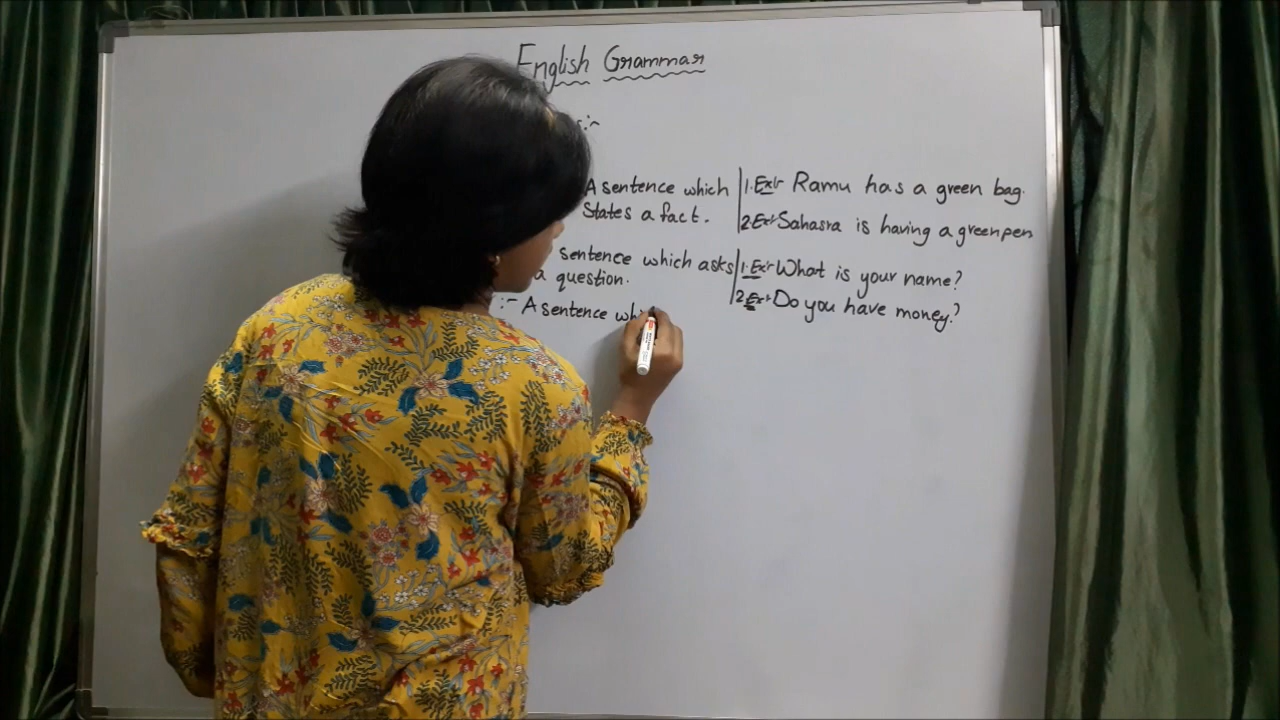 English Grammar
:-
A sentence which
States a fact.
1. Ex:- Ramu has a green bag.
2 Ex:- Sahasra is having a green pen
sentence which asks
a question.
1. Ex:- What is your name?
2 Ex:- Do you have money?
:- A sentence whi